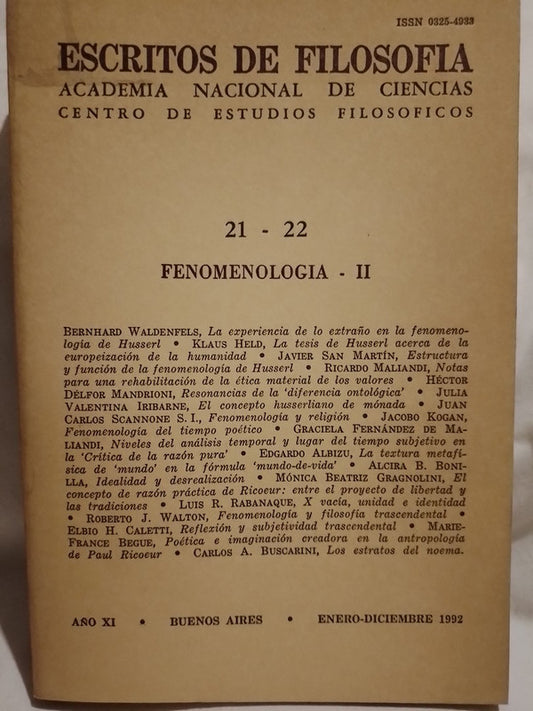 ISSN 0325-4933
ESCRITOS DE FILOSOFIA
ACADEMIA NACIONAL DE CIENCIAS
CENTRO DE ESTUDIOS FILOSOFICOS
21 - 22
FENOMENOLOGIA - II
BERNHARD WALDENFELS, La experiencia de lo extraño en la fenomeno-
logía de Husserl • KLAUS HELD, La tesis de Husserl acerca de la
europeización de la humanidad • JAVIER SAN MARTÍN, Estructura
y función de la fenomenología de Husserl • RICARDO MALIANDI, Notas
para una rehabilitación de la ética material de los valores • HÉCTOR
DÉLFOR MANDRIONI, Resonancias de la 'diferencia ontológica' • JULIA
VALENTINA IRIBARNE, El concepto husserliano de mónada • JUAN
CARLOS SCANNONE S. I., Fenomenología y religión • JACOBO KOGAN,
Fenomenología del tiempo poético • GRACIELA FERNÁNDEZ DE MA-
LIANDI, Niveles del análisis temporal y lugar del tiempo subjetivo en
la 'Crítica de la razón pura' • EDGARDO ALBIZU, La textura metafí-
sica de 'mundo' en la fórmula 'mundo-de-vida' • ALCIRA B. BONI-
LLA, Idealidad y desrealización • MÓNICA BEATRIZ GRAGNOLINI, El
concepto de razón práctica de Ricoeur: entre el proyecto de libertad y
las tradiciones • LUIS R. RABANAQUE, X vacía, unidad e identidad
• ROBERTO J. WALTON, Fenomenología y filosofía trascendental •
ELBIO H. CALETTI, Reflexión y subjetividad trascendental • MARIE-
FRANCE BEGUE, Poética e imaginación creadora en la antropología
de Paul Ricoeur • CARLOS A. BUSCARINI, Los estratos del noema.
AÑO XI • BUENOS AIRES • ENERO-DICIEMBRE 1992